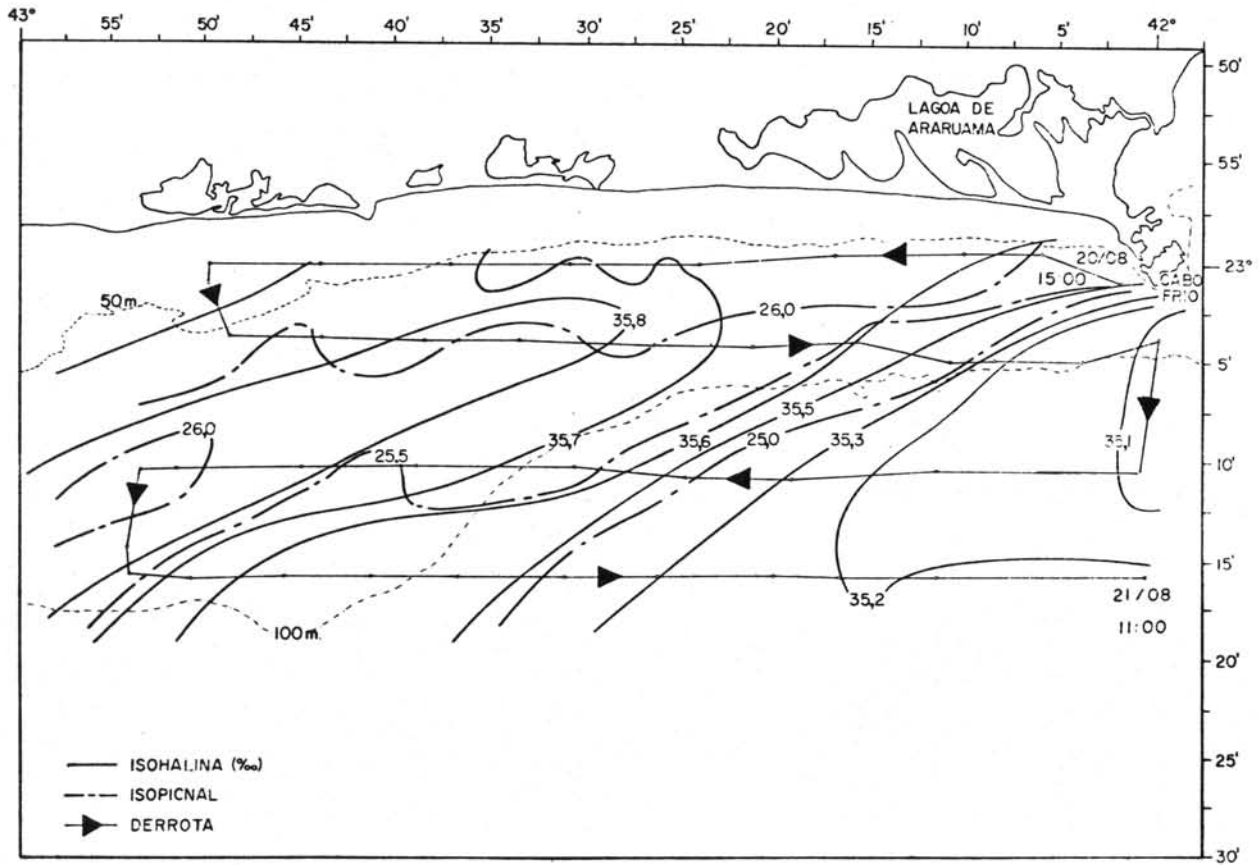 43° 55' 50' 45' 40' 35' 30' 25' 20' 15' 10' 5' 42°
50'
LAGOA DE
ARARUAMA
55'
20/08
23°
15:00
CABO
FRIO
50 m.
35,8
26,0
5'
35,5
26,0
35,7
35,6
25,0
35,3
35,1
25,5
10'
15'
35,2
21/08
11:00
100 m.
20'
25'
30'
ISOHALINA (‰)
ISOPICNAL
DERROTA